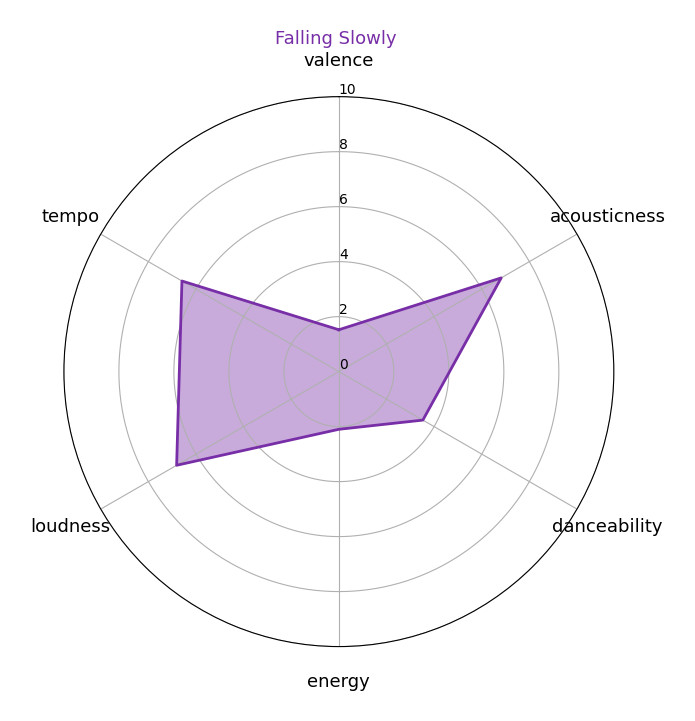 Falling Slowly
valence
10
8
6
4
2
0
tempo
acousticness
loudness
danceability
energy